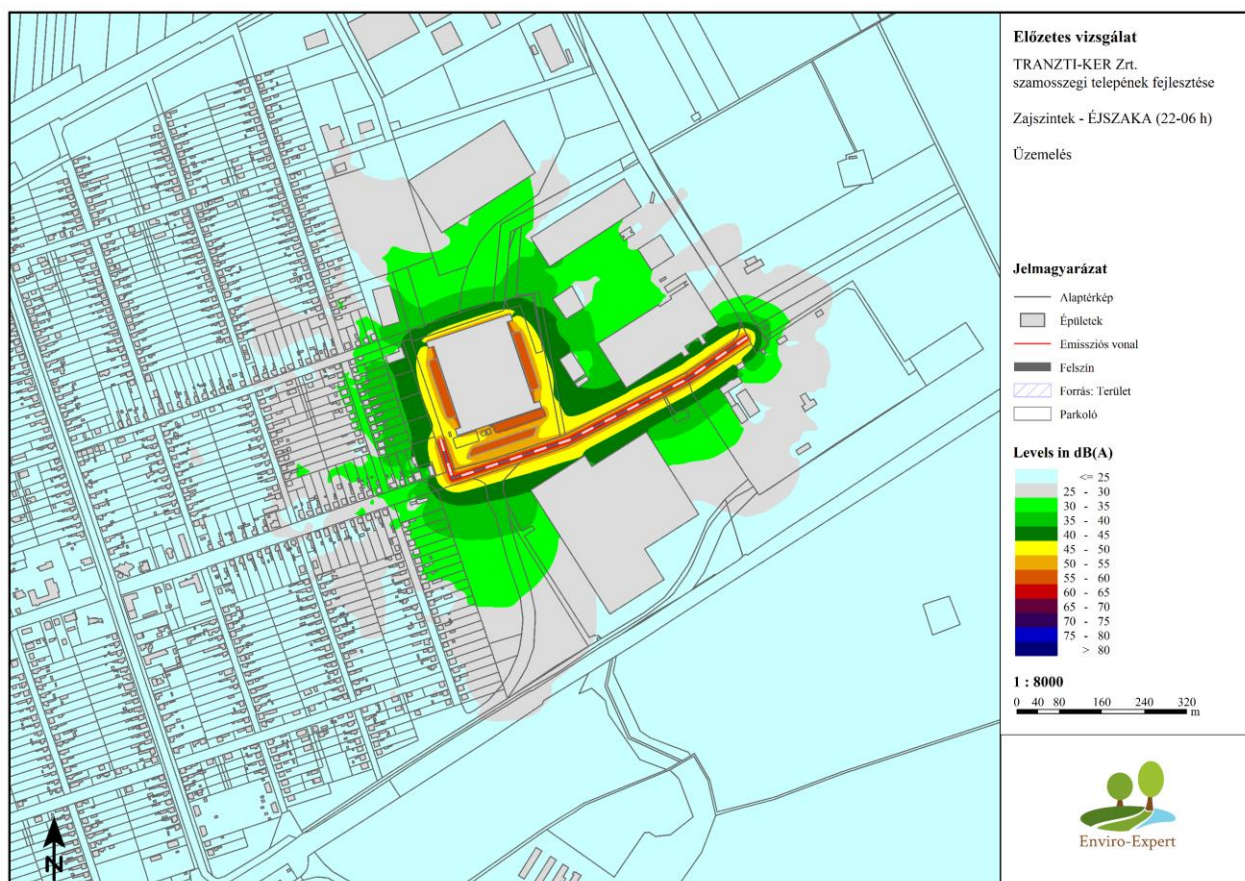 Előzetes vizsgálat
TRANZTI-KER Zrt.
szamosszegi telepének fejlesztése
Zajszintek - ÉJSZAKA (22-06 h)
Üzemelés
Jelmagyarázat
Alaptérkép
Épületek
Emissziós vonal
Felszín
Forrás: Terület
Parkoló
Levels in dB(A)
<= 25
25 - 30
30 - 35
35 - 40
40 - 45
45 - 50
50 - 55
55 - 60
60 - 65
65 - 70
70 - 75
75 - 80
> 80
1 : 8000
0 40 80 160 240 320
m
Enviro-Expert
N